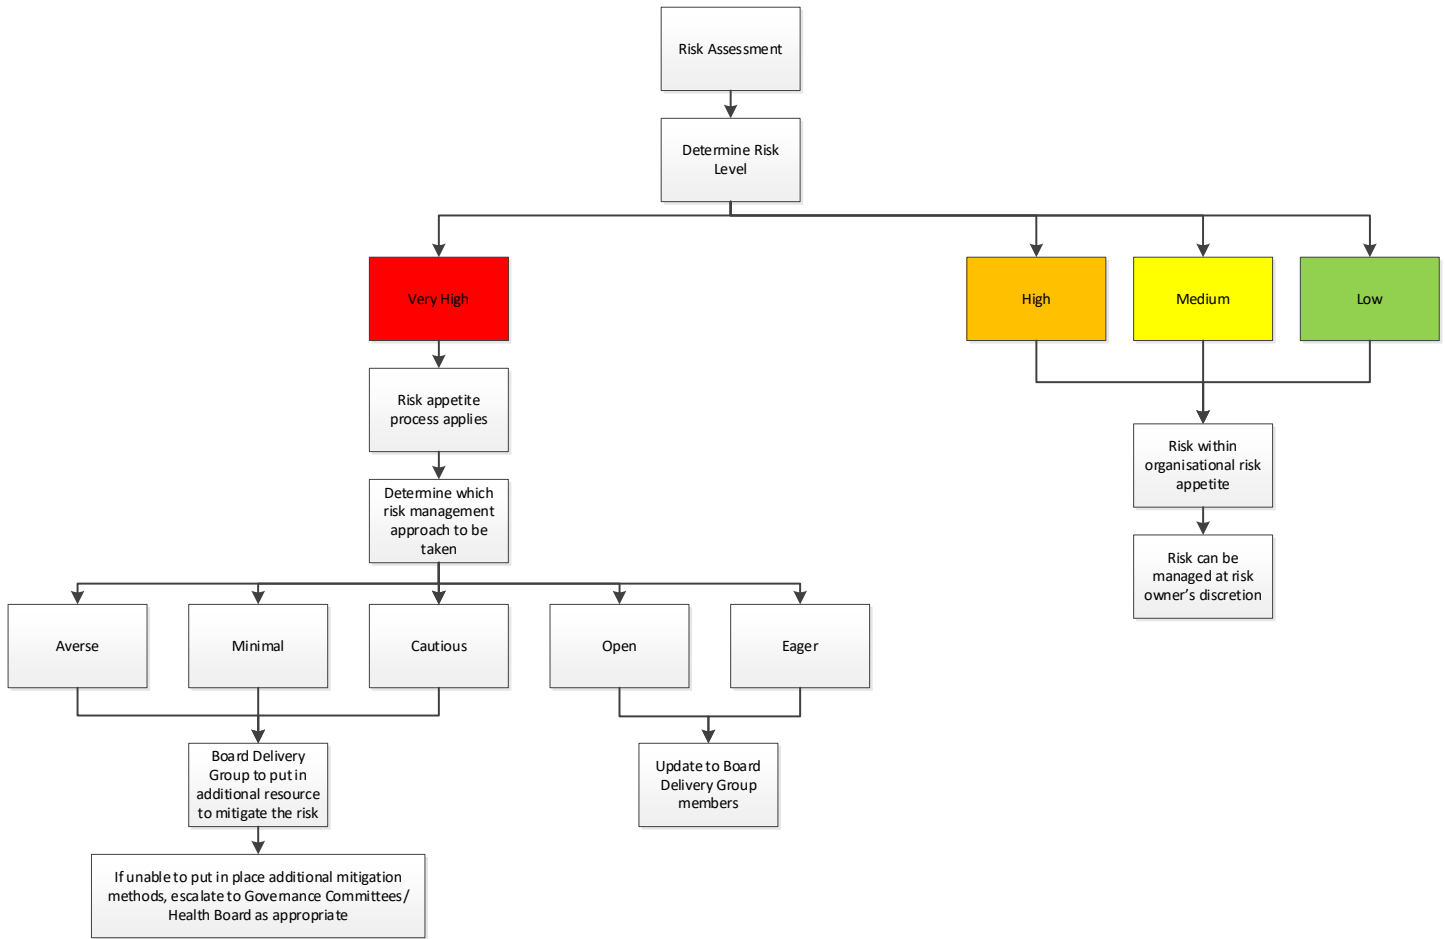 Risk Assessment
Determine Risk
Level
Very High
High
Medium
Low
Risk appetite
process applies
Risk within
organisational risk
appetite
Determine which
risk management
approach to be
taken
Risk can be
managed at risk
owner’s discretion
Averse
Minimal
Cautious
Open
Eager
Board Delivery
Group to put in
additional resource
to mitigate the risk
Update to Board
Delivery Group
members
If unable to put in place additional mitigation
methods, escalate to Governance Committees/
Health Board as appropriate